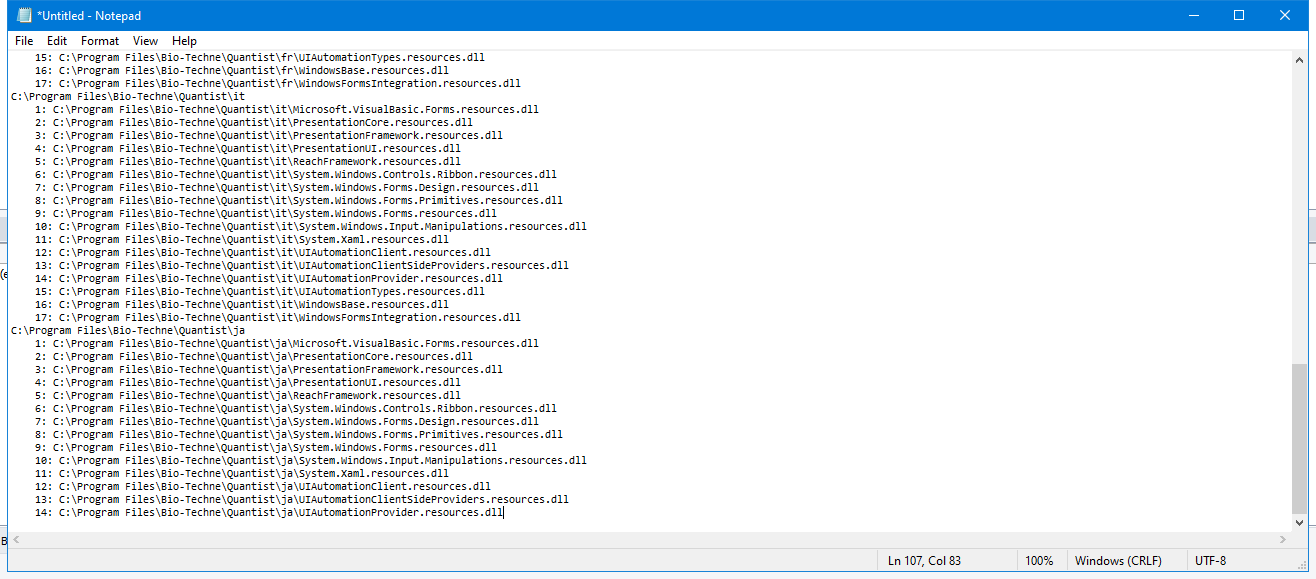 *Untitled - Notepad
File Edit Format View Help
15: C:\Program Files\Bio-Techne\Quantist\fr\UIAutomationTypes.resources.dll
16: C:\Program Files\Bio-Techne\Quantist\fr\WindowsBase.resources.dll
17: C:\Program Files\Bio-Techne\Quantist\fr\WindowsFormsIntegration.resources.dll
C:\Program Files\Bio-Techne\Quantist\it
1: C:\Program Files\Bio-Techne\Quantist\it\Microsoft.VisualBasic.Forms.resources.dll
2: C:\Program Files\Bio-Techne\Quantist\it\PresentationCore.resources.dll
3: C:\Program Files\Bio-Techne\Quantist\it\PresentationFramework.resources.dll
4: C:\Program Files\Bio-Techne\Quantist\it\PresentationUI.resources.dll
5: C:\Program Files\Bio-Techne\Quantist\it\ReachFramework.resources.dll
6: C:\Program Files\Bio-Techne\Quantist\it\System.Windows.Controls.Ribbon.resources.dll
7: C:\Program Files\Bio-Techne\Quantist\it\System.Windows.Forms.Design.resources.dll
8: C:\Program Files\Bio-Techne\Quantist\it\System.Windows.Forms.Primitives.resources.dll
9: C:\Program Files\Bio-Techne\Quantist\it\System.Windows.Forms.resources.dll
10: C:\Program Files\Bio-Techne\Quantist\it\System.Windows.Input.Manipulations.resources.dll
11: C:\Program Files\Bio-Techne\Quantist\it\System.Xaml.resources.dll
12: C:\Program Files\Bio-Techne\Quantist\it\UIAutomationClient.resources.dll
13: C:\Program Files\Bio-Techne\Quantist\it\UIAutomationClientSideProviders.resources.dll
14: C:\Program Files\Bio-Techne\Quantist\it\UIAutomationProvider.resources.dll
15: C:\Program Files\Bio-Techne\Quantist\it\UIAutomationTypes.resources.dll
16: C:\Program Files\Bio-Techne\Quantist\it\WindowsBase.resources.dll
17: C:\Program Files\Bio-Techne\Quantist\it\WindowsFormsIntegration.resources.dll
C:\Program Files\Bio-Techne\Quantist\ja
1: C:\Program Files\Bio-Techne\Quantist\ja\Microsoft.VisualBasic.Forms.resources.dll
2: C:\Program Files\Bio-Techne\Quantist\ja\PresentationCore.resources.dll
3: C:\Program Files\Bio-Techne\Quantist\ja\PresentationFramework.resources.dll
4: C:\Program Files\Bio-Techne\Quantist\ja\PresentationUI.resources.dll
5: C:\Program Files\Bio-Techne\Quantist\ja\ReachFramework.resources.dll
6: C:\Program Files\Bio-Techne\Quantist\ja\System.Windows.Controls.Ribbon.resources.dll
7: C:\Program Files\Bio-Techne\Quantist\ja\System.Windows.Forms.Design.resources.dll
8: C:\Program Files\Bio-Techne\Quantist\ja\System.Windows.Forms.Primitives.resources.dll
9: C:\Program Files\Bio-Techne\Quantist\ja\System.Windows.Forms.resources.dll
10: C:\Program Files\Bio-Techne\Quantist\ja\System.Windows.Input.Manipulations.resources.dll
11: C:\Program Files\Bio-Techne\Quantist\ja\System.Xaml.resources.dll
12: C:\Program Files\Bio-Techne\Quantist\ja\UIAutomationClient.resources.dll
13: C:\Program Files\Bio-Techne\Quantist\ja\UIAutomationClientSideProviders.resources.dll
14: C:\Program Files\Bio-Techne\Quantist\ja\UIAutomationProvider.resources.dll
Ln 107, Col 83 100% Windows (CRLF) UTF-8